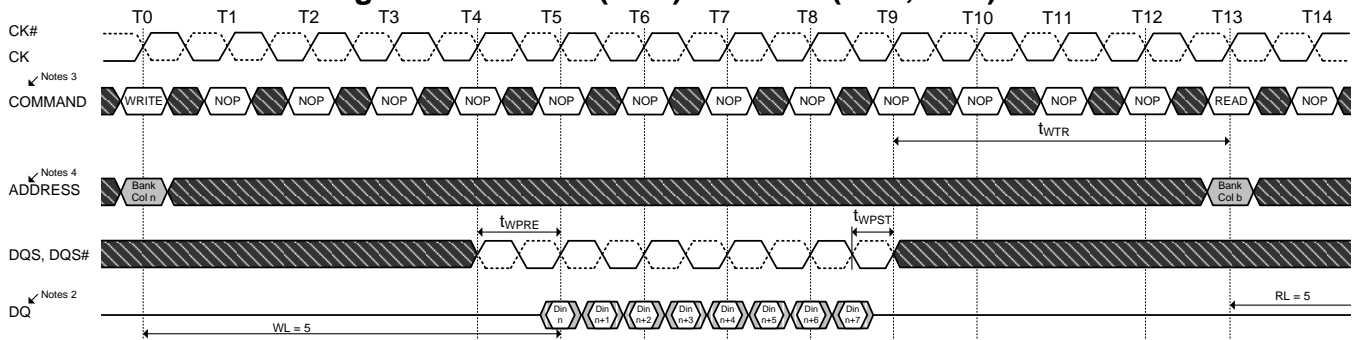 T0 T1 T2 T3 T4 T5 T6 T7 T8 T9 T10 T11 T12 T13 T14
CK#
CK
Notes 3
COMMAND WRITE NOP NOP NOP NOP NOP NOP NOP NOP NOP NOP NOP NOP READ NOP
tWTR
Notes 4
ADDRESS
Bank Col n
Bank Col b
tWPRE
tWPST
DQS, DQS#
Notes 2
DQ
Din n
Din n+1
Din n+2
Din n+3
Din n+4
Din n+5
Din n+6
Din n+7
WL = 5
RL = 5